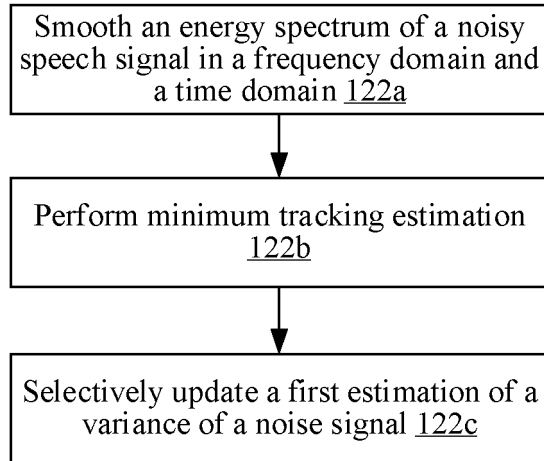 Smooth an energy spectrum of a noisy
speech signal in a frequency domain and
a time domain 122a
Perform minimum tracking estimation
122b
Selectively update a first estimation of a
variance of a noise signal 122c